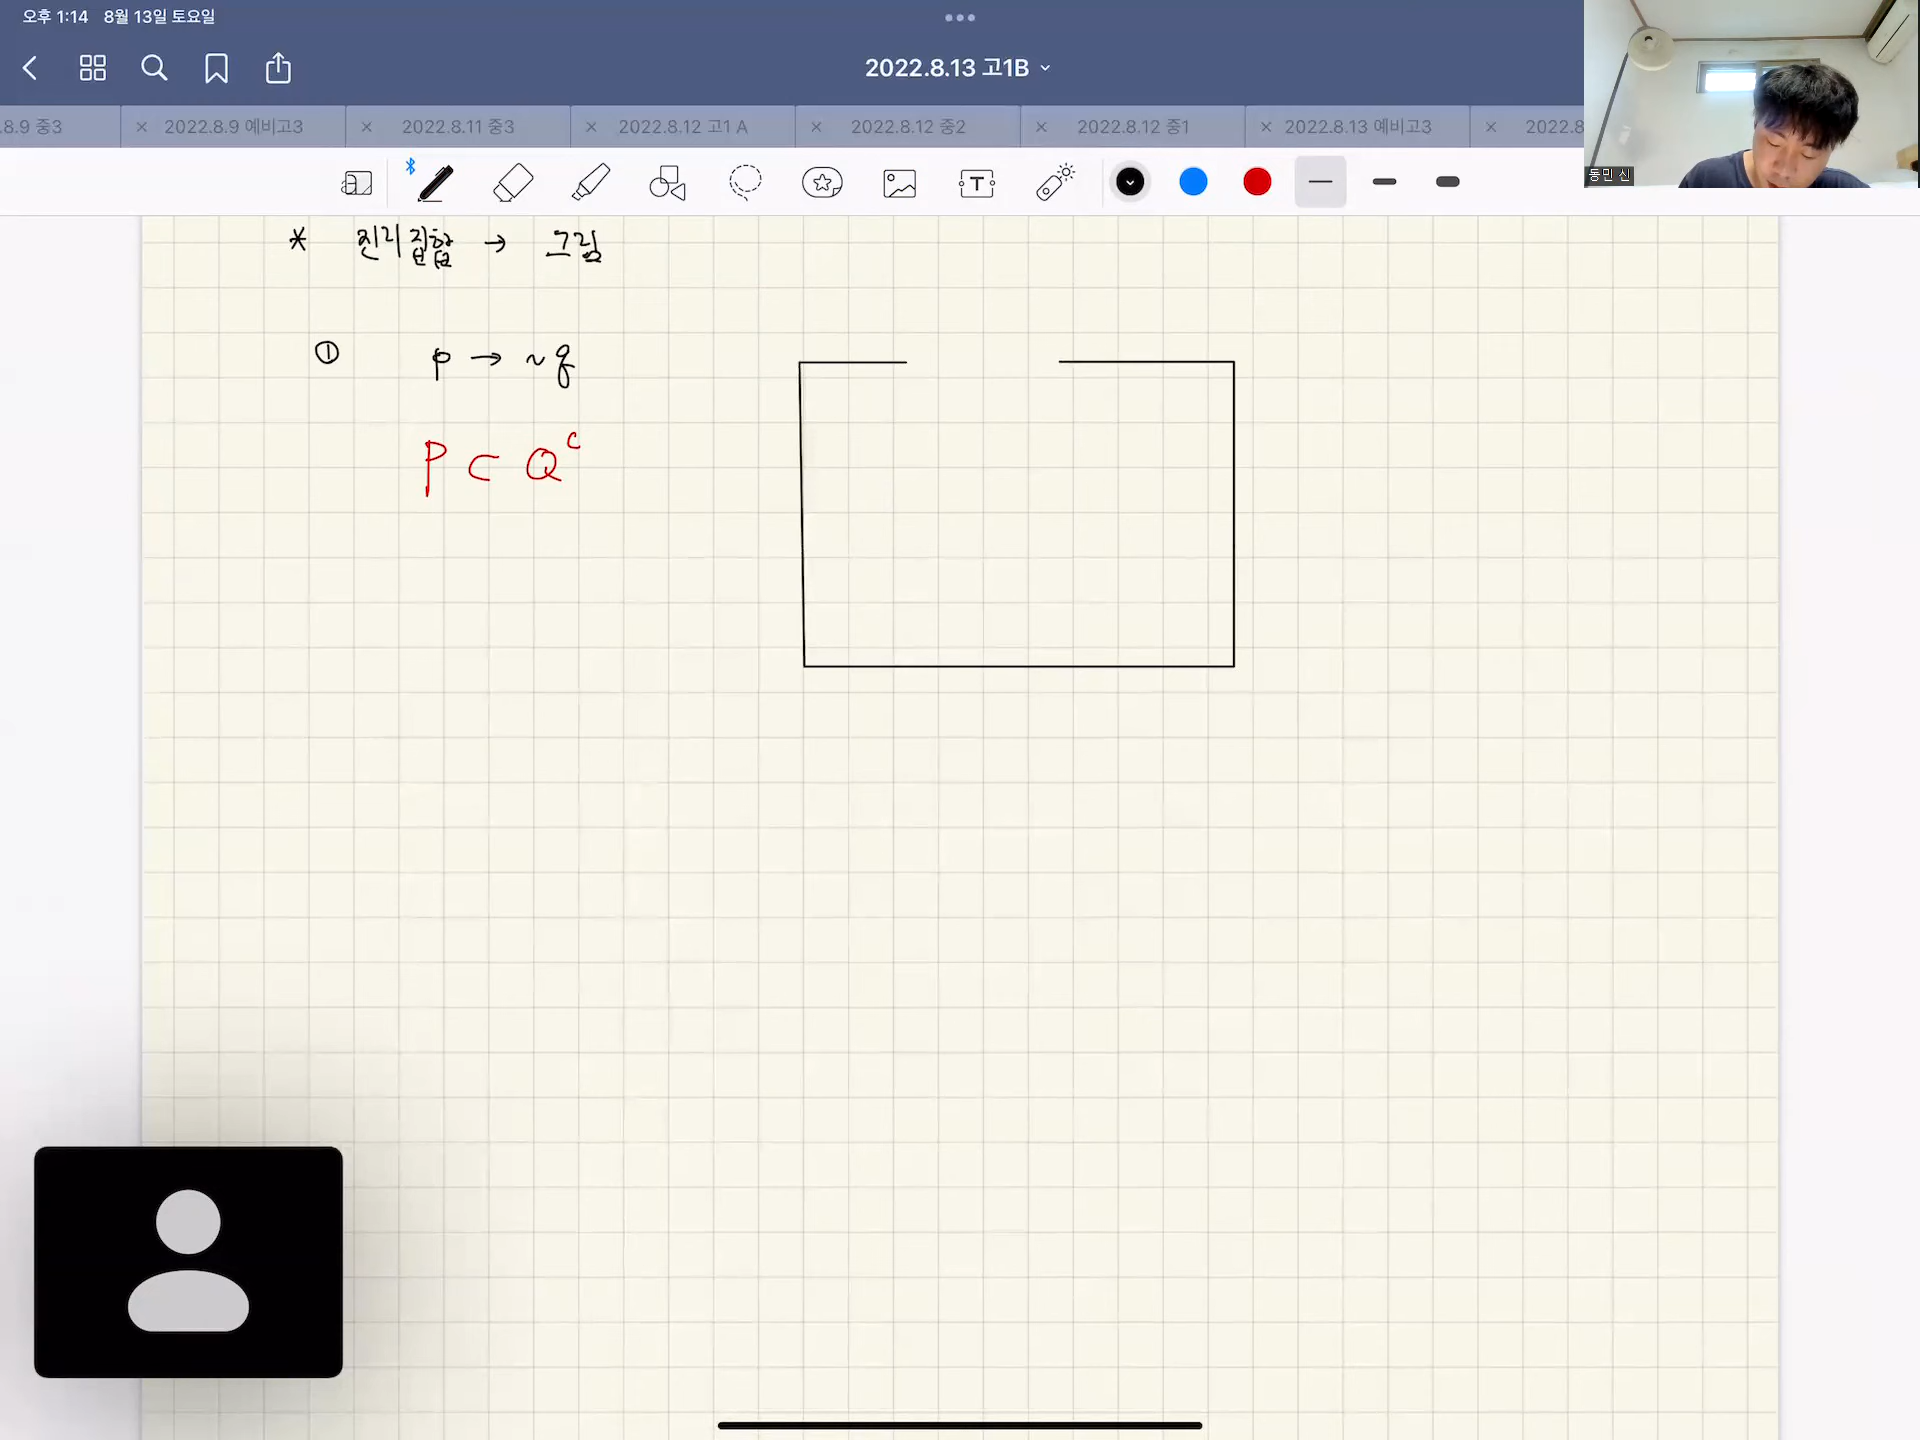 오후 1:14 8월 13일 토요일
2022.8.13 고1B
.8.9 중3 2022.8.9 예비고3 2022.8.11 중3 2022.8.12 고1 A 2022.8.12 중2 2022.8.12 중1 2022.8.13 예비고3 2022.8
동민 신
* 진리집합 → 그림
① p → ~q
P ⊂ Q^C